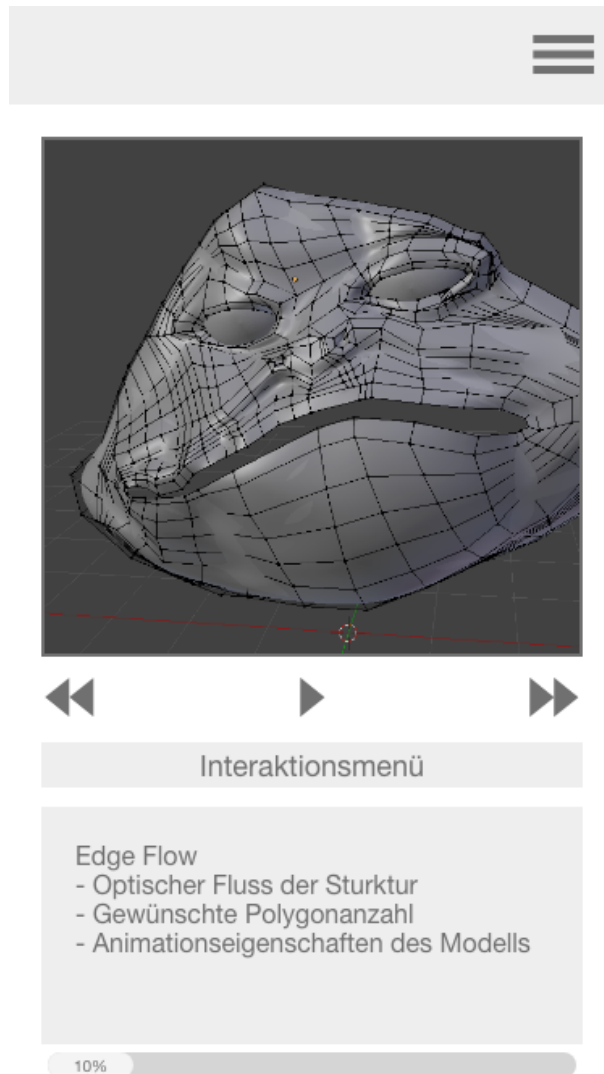 Interaktionsmenü
Edge Flow
- Optischer Fluss der Sturktur
- Gewünschte Polygonanzahl
- Animationseigenschaften des Modells
10%